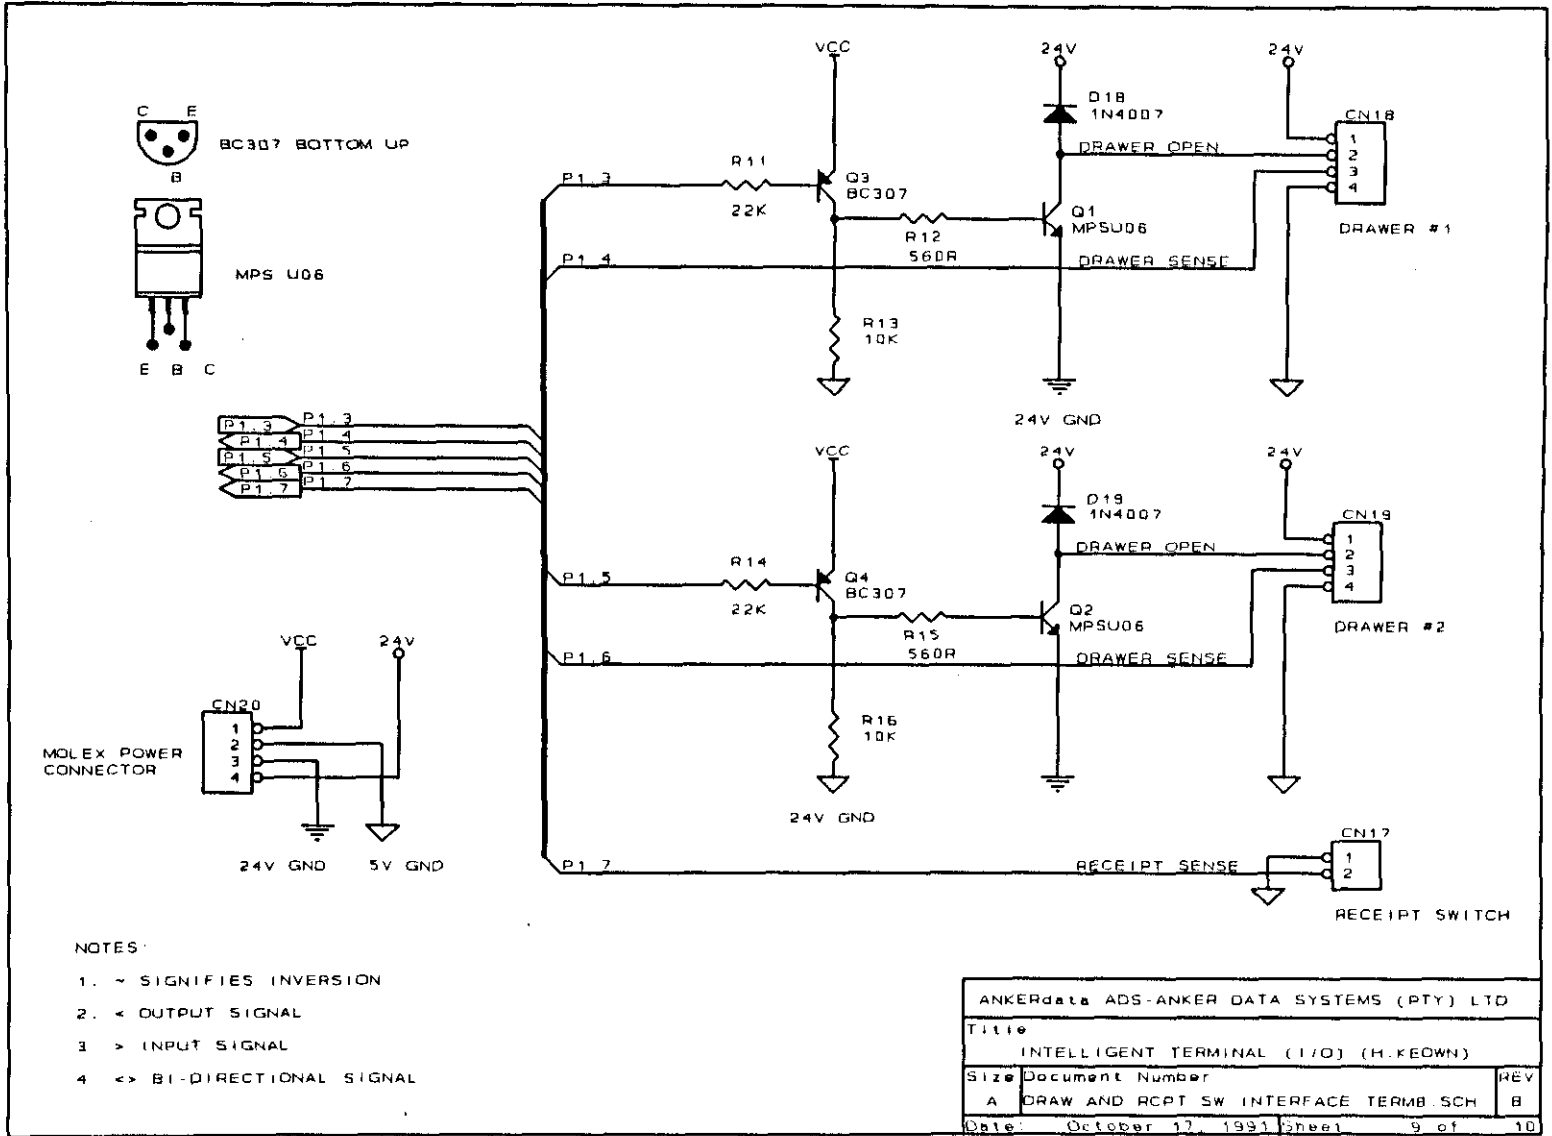 C E
BC307 BOTTOM UP
B
MPS U06
E B C
P1.3 P1.3
P1.4 P1.4
P1.5 P1.5
P1.6 P1.6
P1.7 P1.7
VCC
24V
24V
D18
1N4007
CN18
1
2
3
4
DRAWER #1
DRAWER OPEN
P1.3
R11
22K
Q3
BC307
R12
560R
Q1
MPSU06
P1.4
DRAWER SENSE
R13
10K
24V GND
VCC
24V
24V
D19
1N4007
CN19
1
2
3
4
DRAWER #2
DRAWER OPEN
P1.5
R14
22K
Q4
BC307
R15
560R
Q2
MPSU06
P1.6
DRAWER SENSE
R16
10K
24V GND
VCC
24V
CN20
1
2
3
4
MOLEX POWER
CONNECTOR
24V GND
5V GND
P1.7
RECEIPT SENSE
CN17
1
2
RECEIPT SWITCH
NOTES:
1. ~ SIGNIFIES INVERSION
2. < OUTPUT SIGNAL
3 > INPUT SIGNAL
4 <> BI-DIRECTIONAL SIGNAL
ANKERdata ADS-ANKER DATA SYSTEMS (PTY) LTD
Title
INTELLIGENT TERMINAL (I/O) (H.KEOWN)
Size Document Number REV
A DRAW AND RCPT SW INTERFACE TERMB.SCH B
Date: October 17, 1991 Sheet 9 of 10